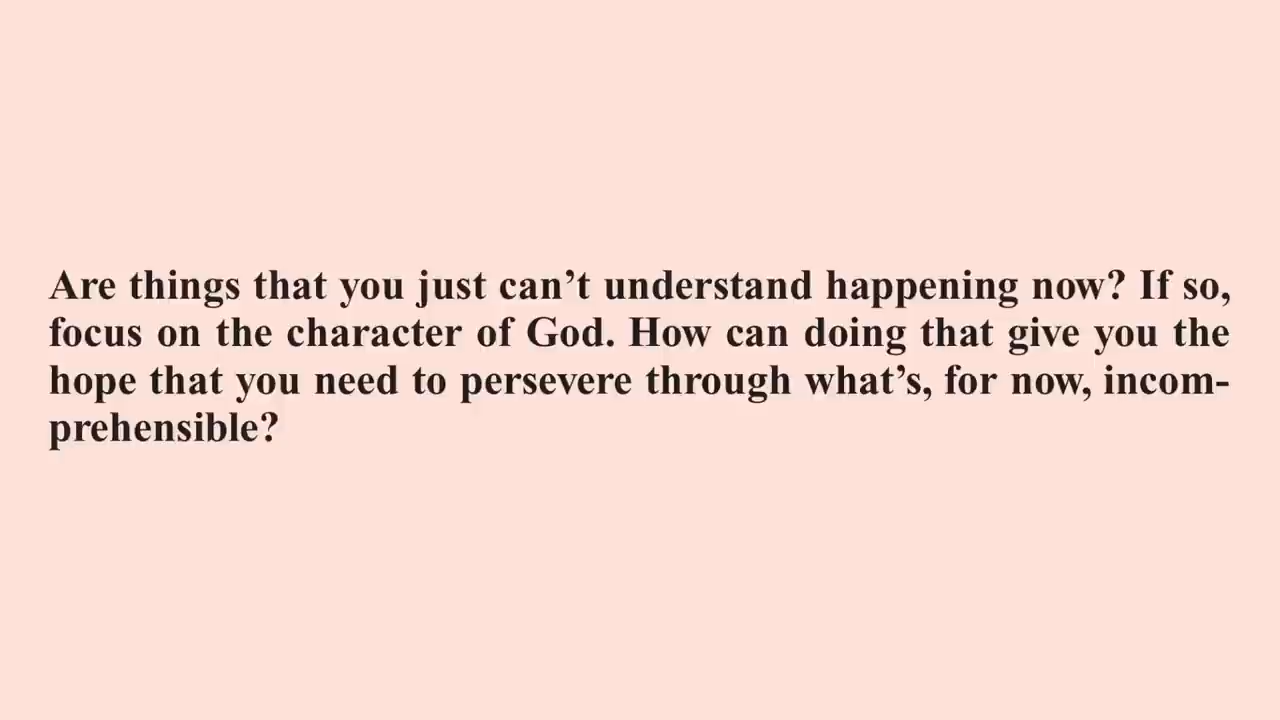 Are things that you just can’t understand happening now? If so,
focus on the character of God. How can doing that give you the
hope that you need to persevere through what’s, for now, incom-
prehensible?